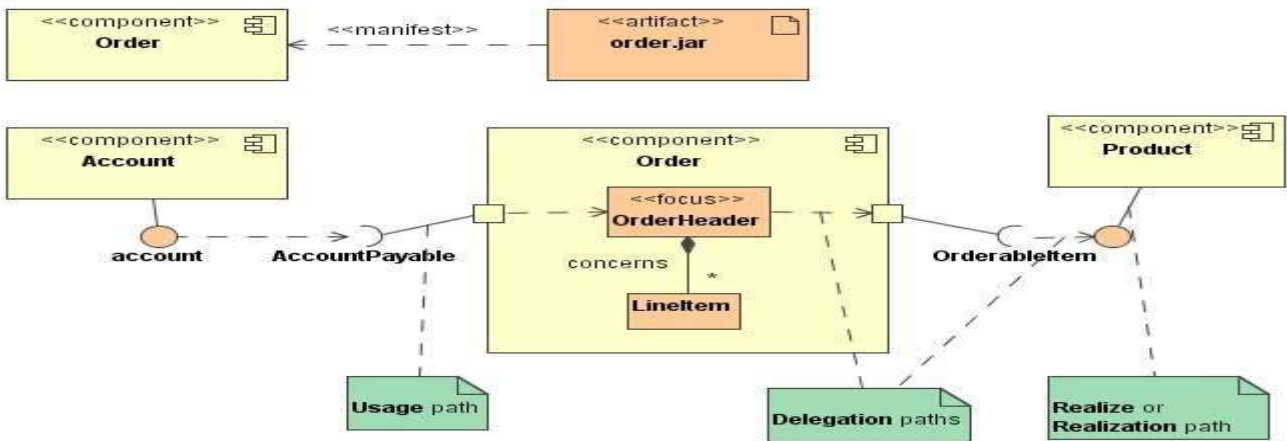 <<component>>
Order
<<manifest>>
<<artifact>>
order.jar
<<component>>
Account
<<component>>
Order
<<component>>
Product
<<focus>>
OrderHeader
account
AccountPayable
concerns
*
OrderableItem
LineItem
Usage path
Delegation paths
Realize or
Realization path